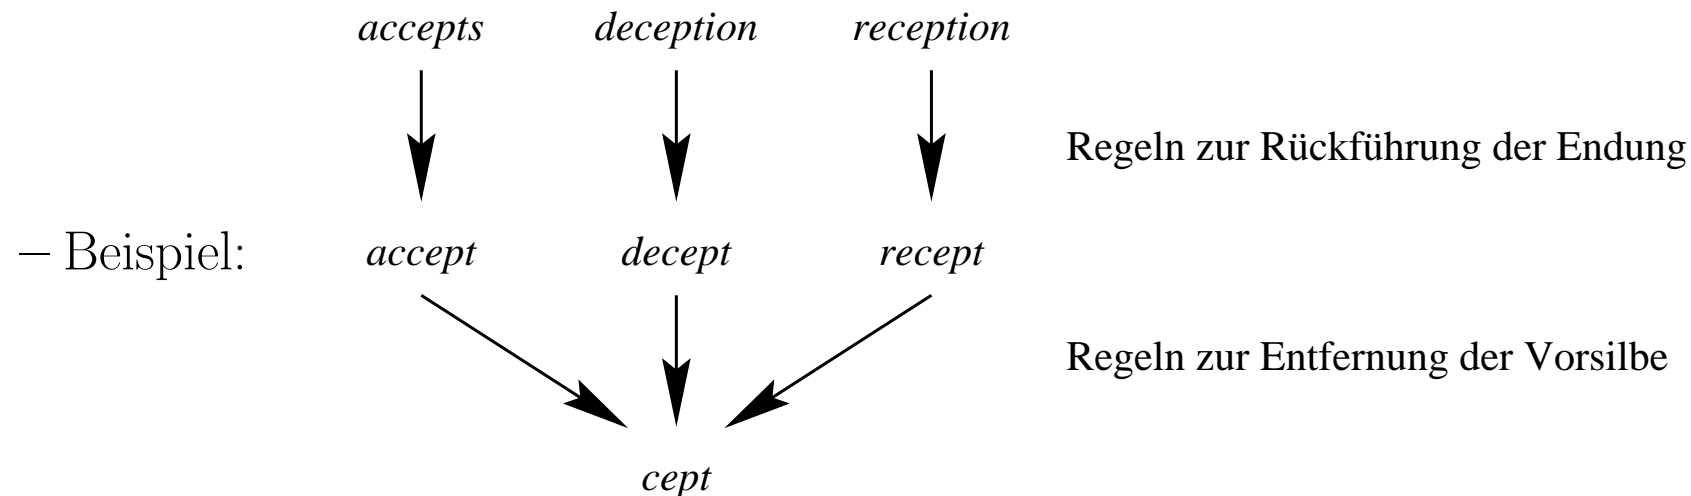 accepts deception reception
Regeln zur Rückführung der Endung
– Beispiel: accept decept recept
Regeln zur Entfernung der Vorsilbe
cept